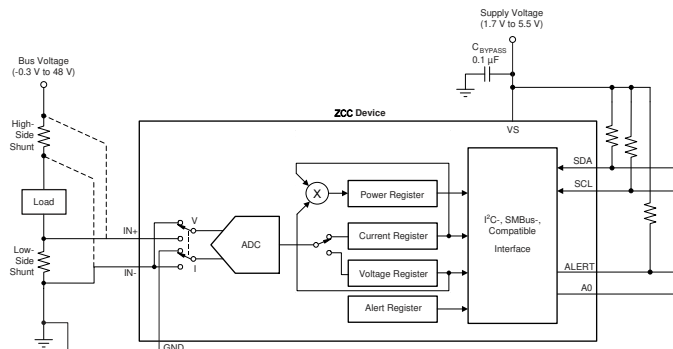 Supply Voltage
(1.7 V to 5.5 V)
CBYPASS
0.1 µF
Bus Voltage
(-0.3 V to 48 V)
ZCC Device
VS
High-
Side
Shunt
SDA
Power Register
X
SCL
Load
I²C-, SMBus-,
Compatible
Interface
V
IN+
ADC
Current Register
Low-
Side
Shunt
IN-
I
Voltage Register
ALERT
A0
Alert Register
GND